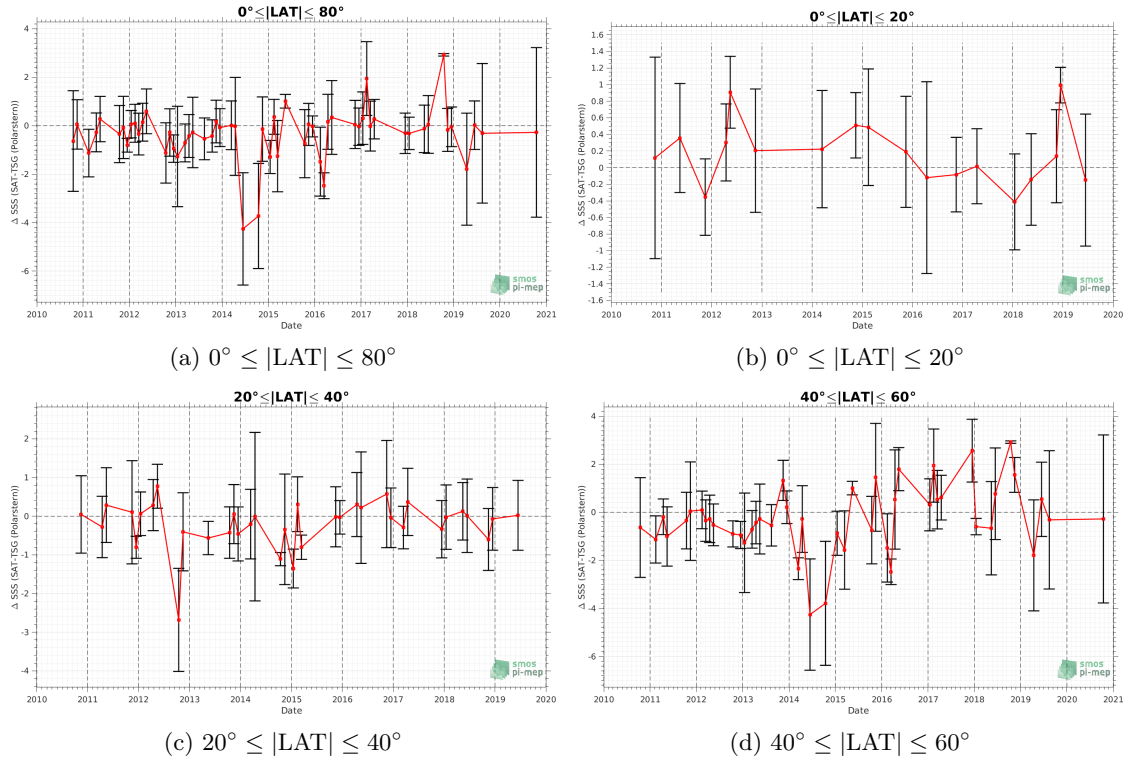 0°≤|LAT|≤ 80°
4
2
0
-2
-4
-6
Δ SSS (SAT-TSG (Polarstern))
2010 2011 2012 2013 2014 2015 2016 2017 2018 2019 2020 2021
Date
smos
pi-mep
(a) 0° ≤ |LAT| ≤ 80°
0°≤|LAT|≤ 20°
1.6
1.4
1.2
1
0.8
0.6
0.4
0.2
0
-0.2
-0.4
-0.6
-0.8
-1
-1.2
-1.4
-1.6
Δ SSS (SAT-TSG (Polarstern))
2010 2011 2012 2013 2014 2015 2016 2017 2018 2019 2020
Date
smos
pi-mep
(b) 0° ≤ |LAT| ≤ 20°
20°≤|LAT|≤ 40°
2
1
0
-1
-2
-3
-4
Δ SSS (SAT-TSG (Polarstern))
2010 2011 2012 2013 2014 2015 2016 2017 2018 2019 2020
Date
smos
pi-mep
(c) 20° ≤ |LAT| ≤ 40°
40°≤|LAT|≤ 60°
4
2
0
-2
-4
-6
Δ SSS (SAT-TSG (Polarstern))
2010 2011 2012 2013 2014 2015 2016 2017 2018 2019 2020 2021
Date
smos
pi-mep
(d) 40° ≤ |LAT| ≤ 60°